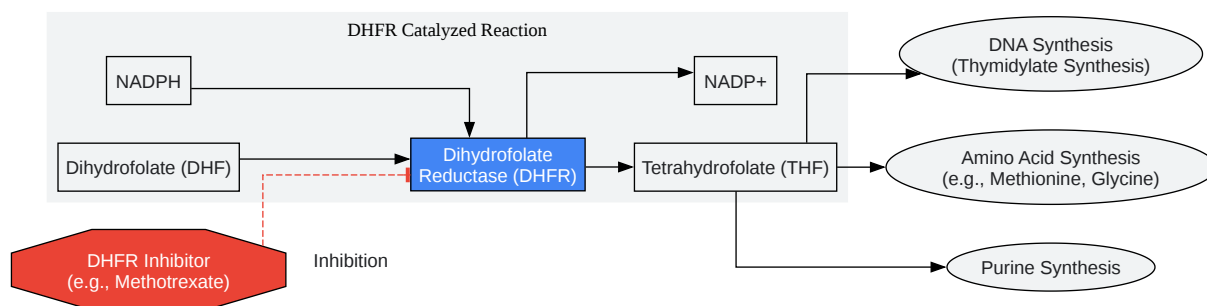 DHFR Catalyzed Reaction
NADPH
NADP+
DNA Synthesis
(Thymidylate Synthesis)
Dihydrofolate (DHF)
Dihydrofolate
Reductase (DHFR)
Tetrahydrofolate (THF)
Amino Acid Synthesis
(e.g., Methionine, Glycine)
DHFR Inhibitor
(e.g., Methotrexate)
Inhibition
Purine Synthesis